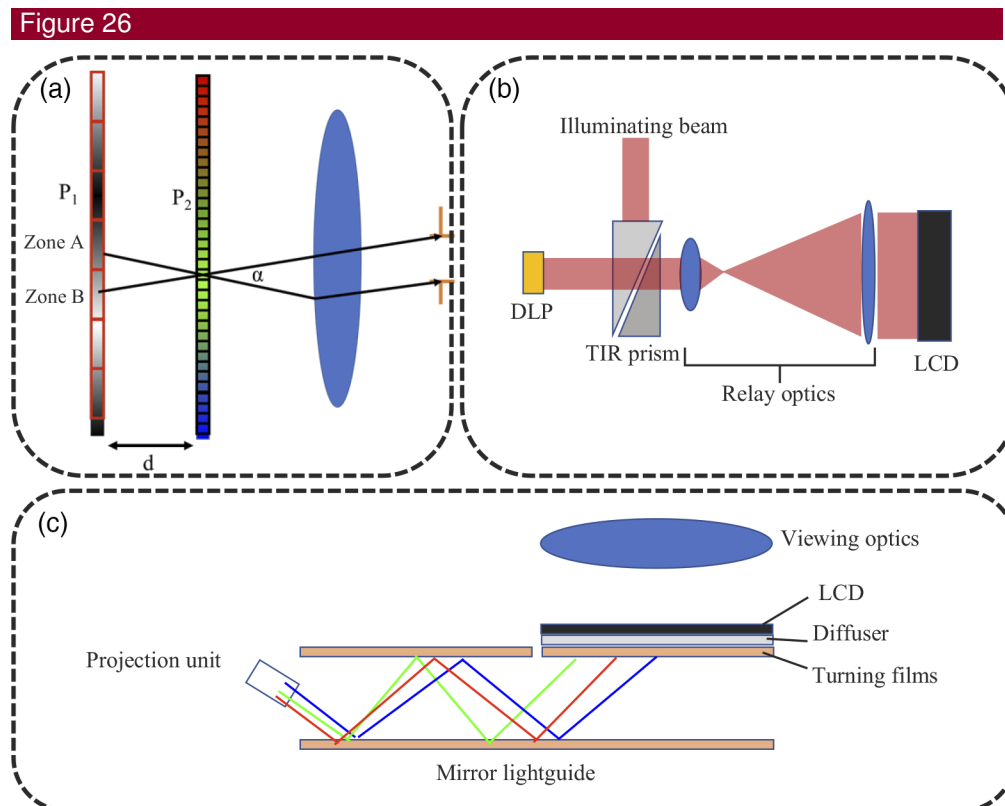 Figure 26
(a)
P1
P2
Zone A
Zone B
α
d
(b)
Illuminating beam
DLP
TIR prism
LCD
Relay optics
(c)
Viewing optics
LCD
Diffuser
Projection unit
Turning films
Mirror lightguide